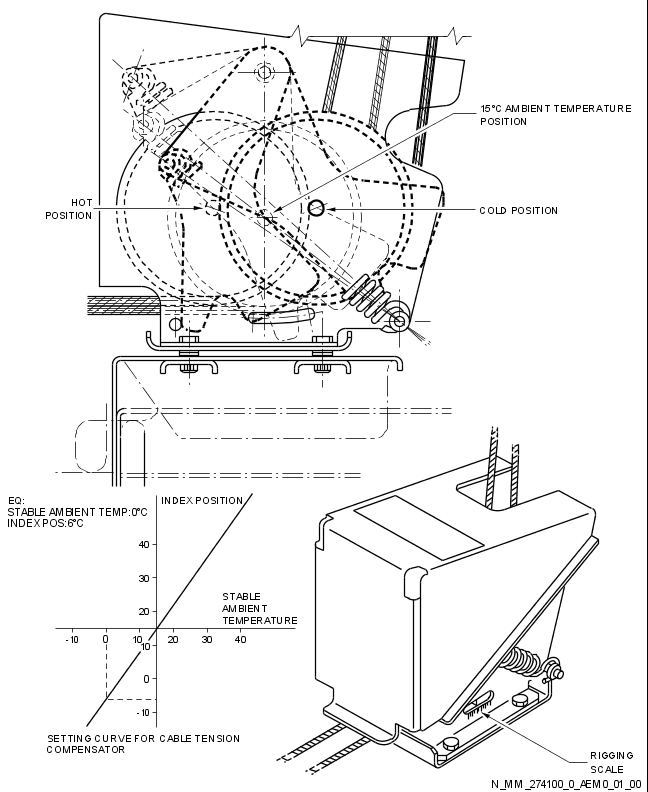 15°C AMBIENT TEMPERATURE
POSITION
HOT
POSITION
COLD POSITION
EQ:
STABLE AMBIENT TEMP:0°C
INDEX POS:6°C
INDEX POSITION
40
30
20
STABLE
AMBIENT
TEMPERATURE
-10 0 10 20 30 40
10
0
-10
SETTING CURVE FOR CABLE TENSION
COMPENSATOR
RIGGING
SCALE
N_MM_274100_0_AEM0_01_00